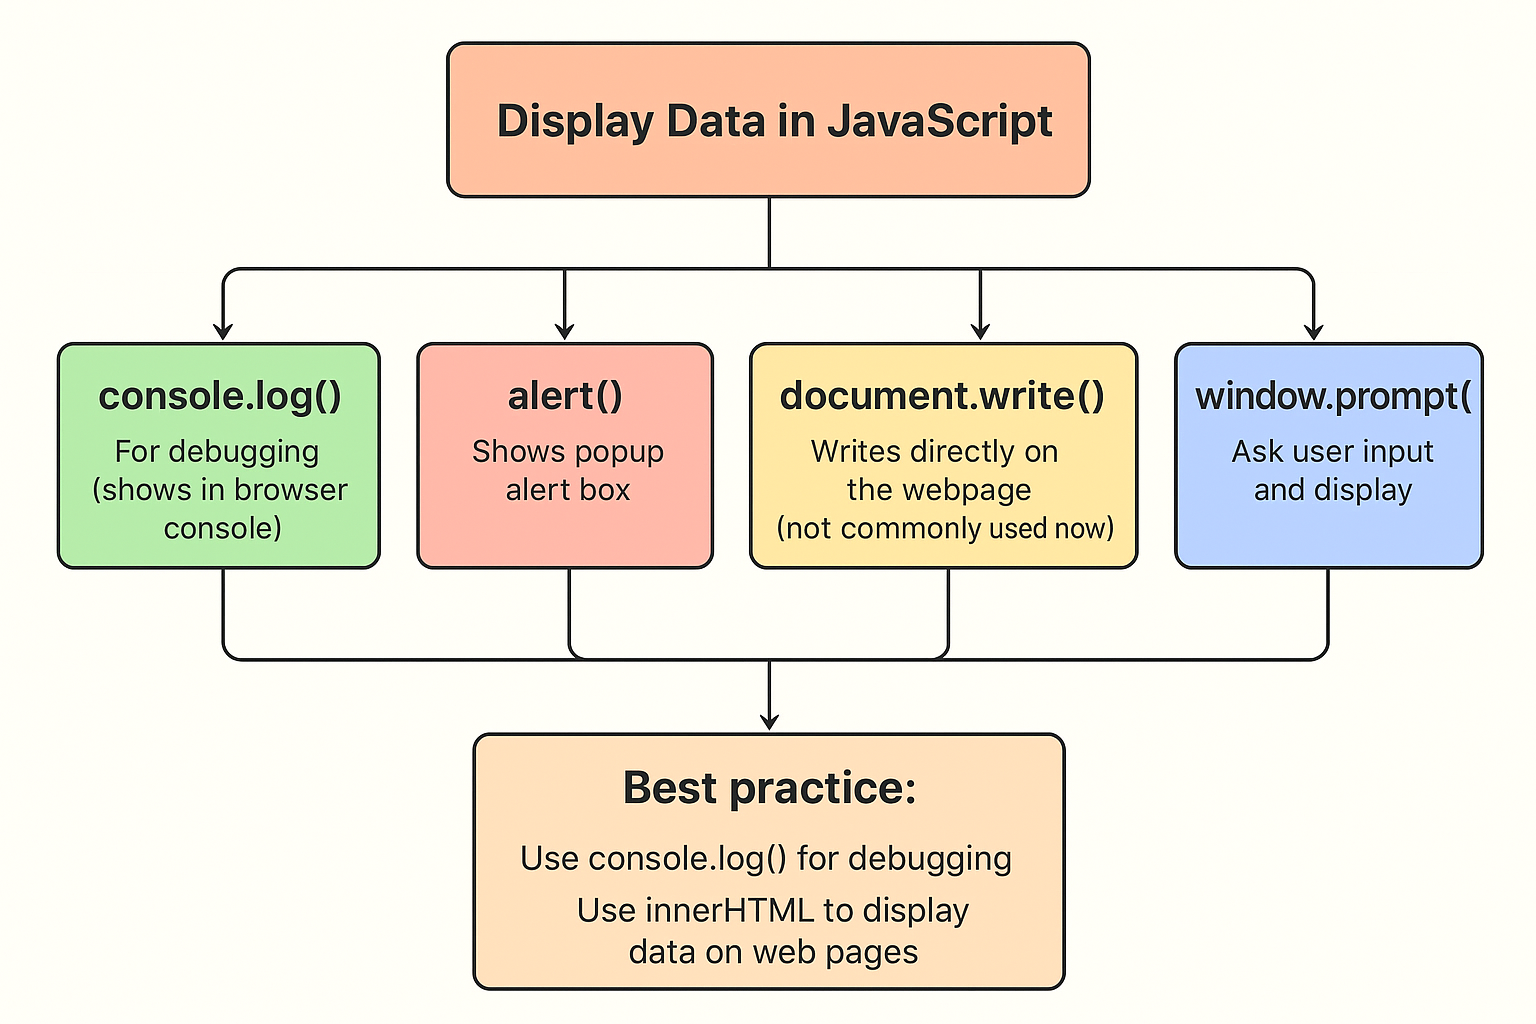 Display Data in JavaScript
console.log()
For debugging
(shows in browser
console)
alert()
Shows popup
alert box
document.write()
Writes directly on
the webpage
(not commonly used now)
window.prompt(
Ask user input
and display
Best practice:
Use console.log() for debugging
Use innerHTML to display
data on web pages